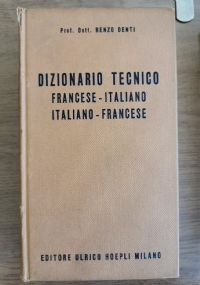 Prof. Dott. RENZO DENTI
DIZIONARIO TECNICO
FRANCESE-ITALIANO
ITALIANO-FRANCESE
EDITORE ULRICO HOEPLI MILANO